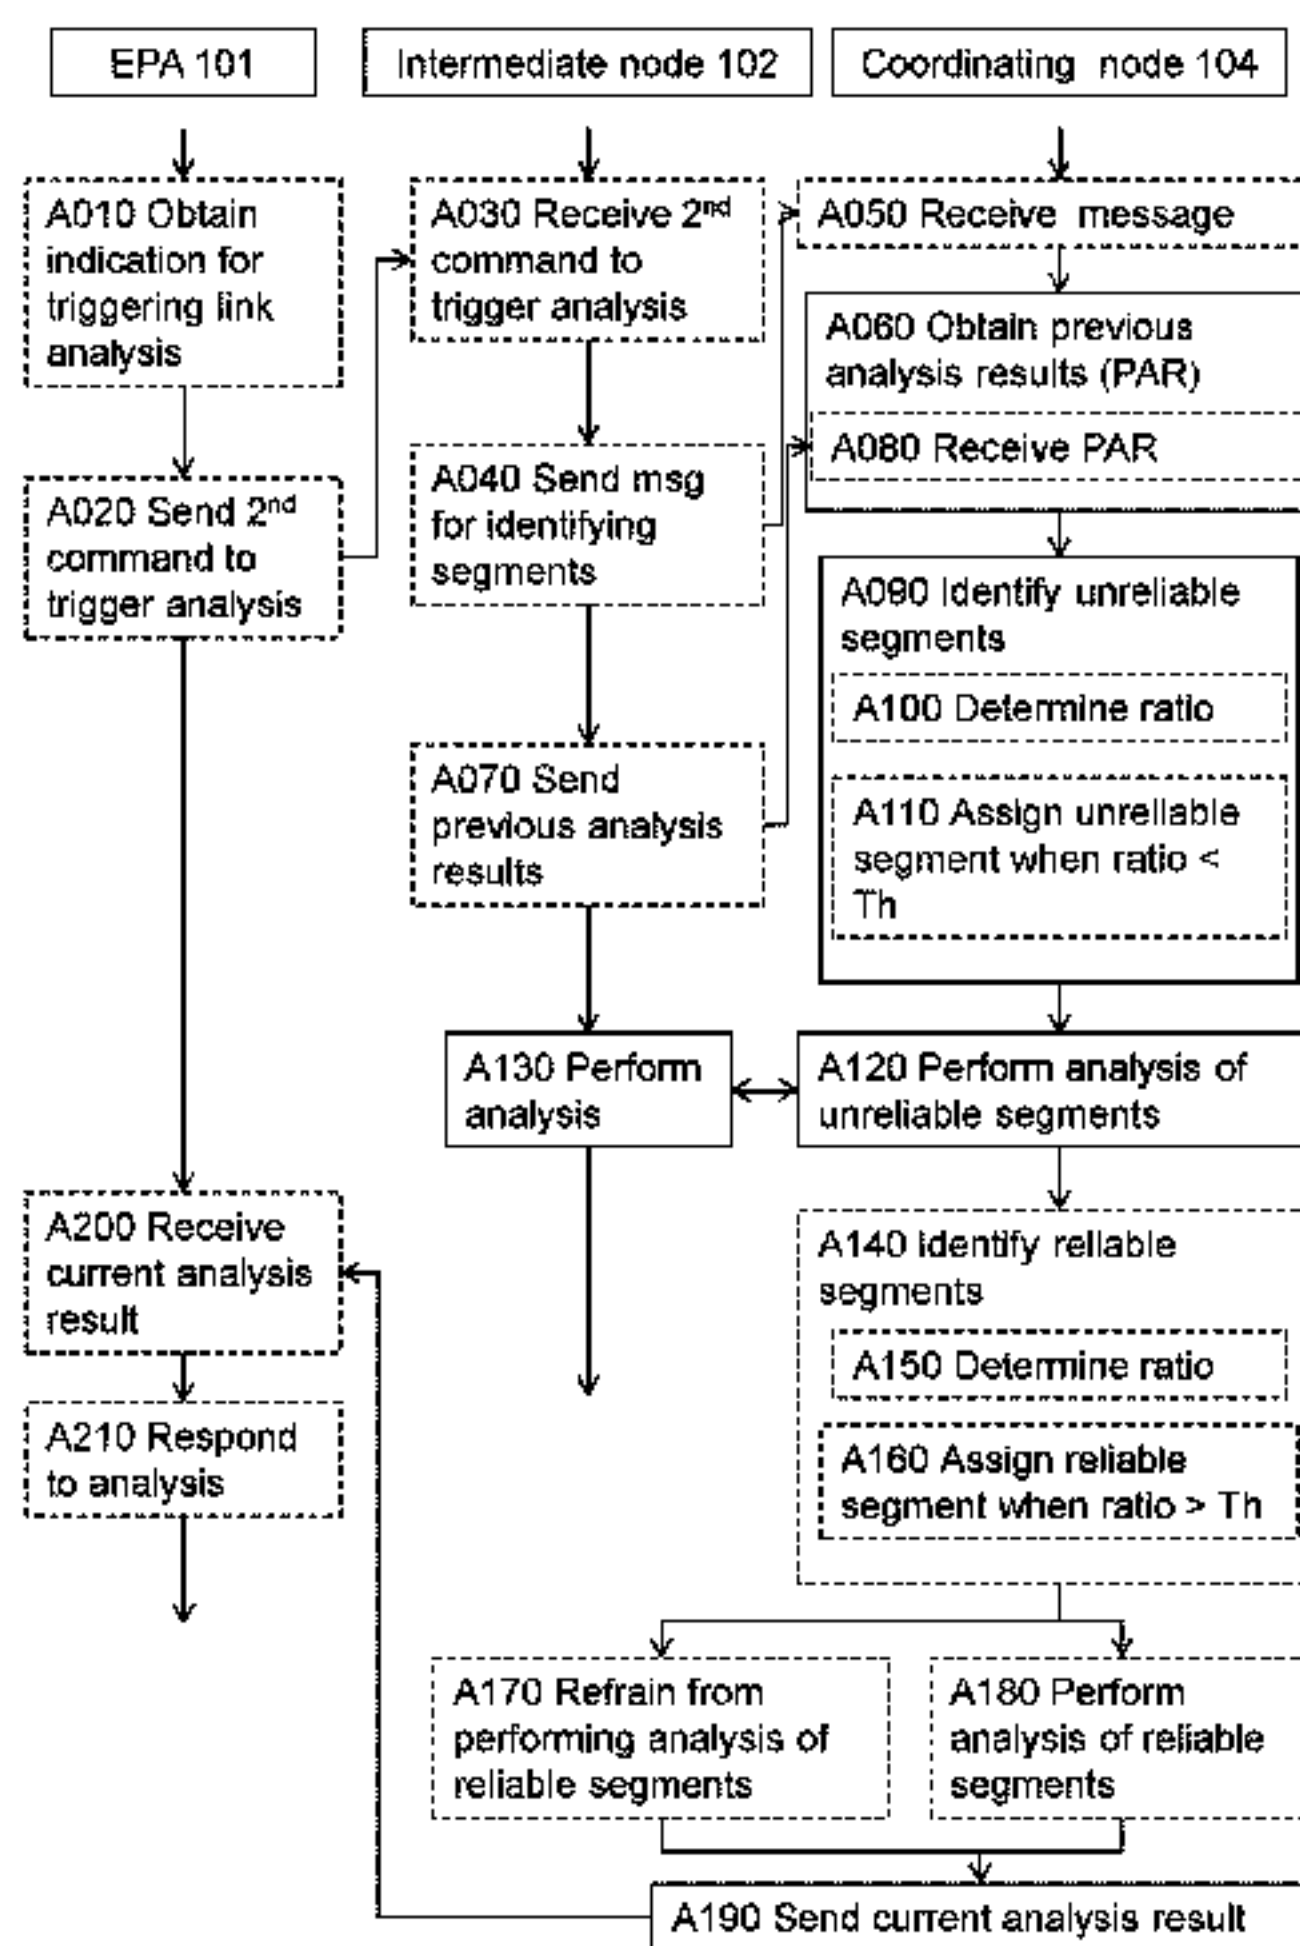 EPA 101
Intermediate node 102
Coordinating node 104
A010 Obtain
indication for
triggering link
analysis
A020 Send 2nd
command to
trigger analysis
A030 Receive 2nd
command to
trigger analysis
A040 Send msg
for identifying
segments
A070 Send
previous analysis
results
A050 Receive message
A060 Obtain previous
analysis results (PAR)
A080 Receive PAR
A090 Identify unreliable
segments
A100 Determine ratio
A110 Assign unreliable
segment when ratio <
Th
A130 Perform
analysis
A120 Perform analysis of
unreliable segments
A200 Receive
current analysis
result
A210 Respond
to analysis
A140 Identify reliable
segments
A150 Determine ratio
A160 Assign reliable
segment when ratio > Th
A170 Refrain from
performing analysis of
reliable segments
A180 Perform
analysis of reliable
segments
A190 Send current analysis result